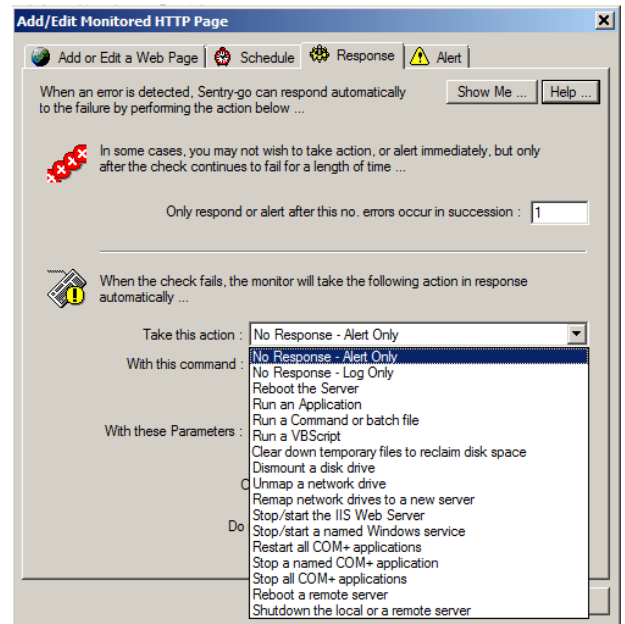 Add/Edit Monitored HTTP Page
Add or Edit a Web Page Schedule Response Alert
When an error is detected, Sentry-go can respond automatically
to the failure by performing the action
below ...
Show Me ... Help ...
In some cases, you may not wish to take action, or alert immediately, but only
after the check continues to fail for a length of time ...
Only respond or alert after this no. errors occur in succession : 1
When the check fails, the monitor will take the following action in response
automatically ...
Take this action : No Response - Alert Only
With this command :
No Response - Alert Only
No Response - Log Only
Reboot the Server
Run an Application
Run a Command or batch file
With these Parameters :
Run a VBScript
Clear down temporary files to reclaim disk space
Dismount a disk drive
Unmap a network drive
Remap network drives to a new server
Stop/start the IIS Web Server
Do
Stop/start a named Windows service
Restart all COM+ applications
Stop a named COM+ application
Stop all COM+ applications
Reboot a remote server
Shutdown the local or a remote server